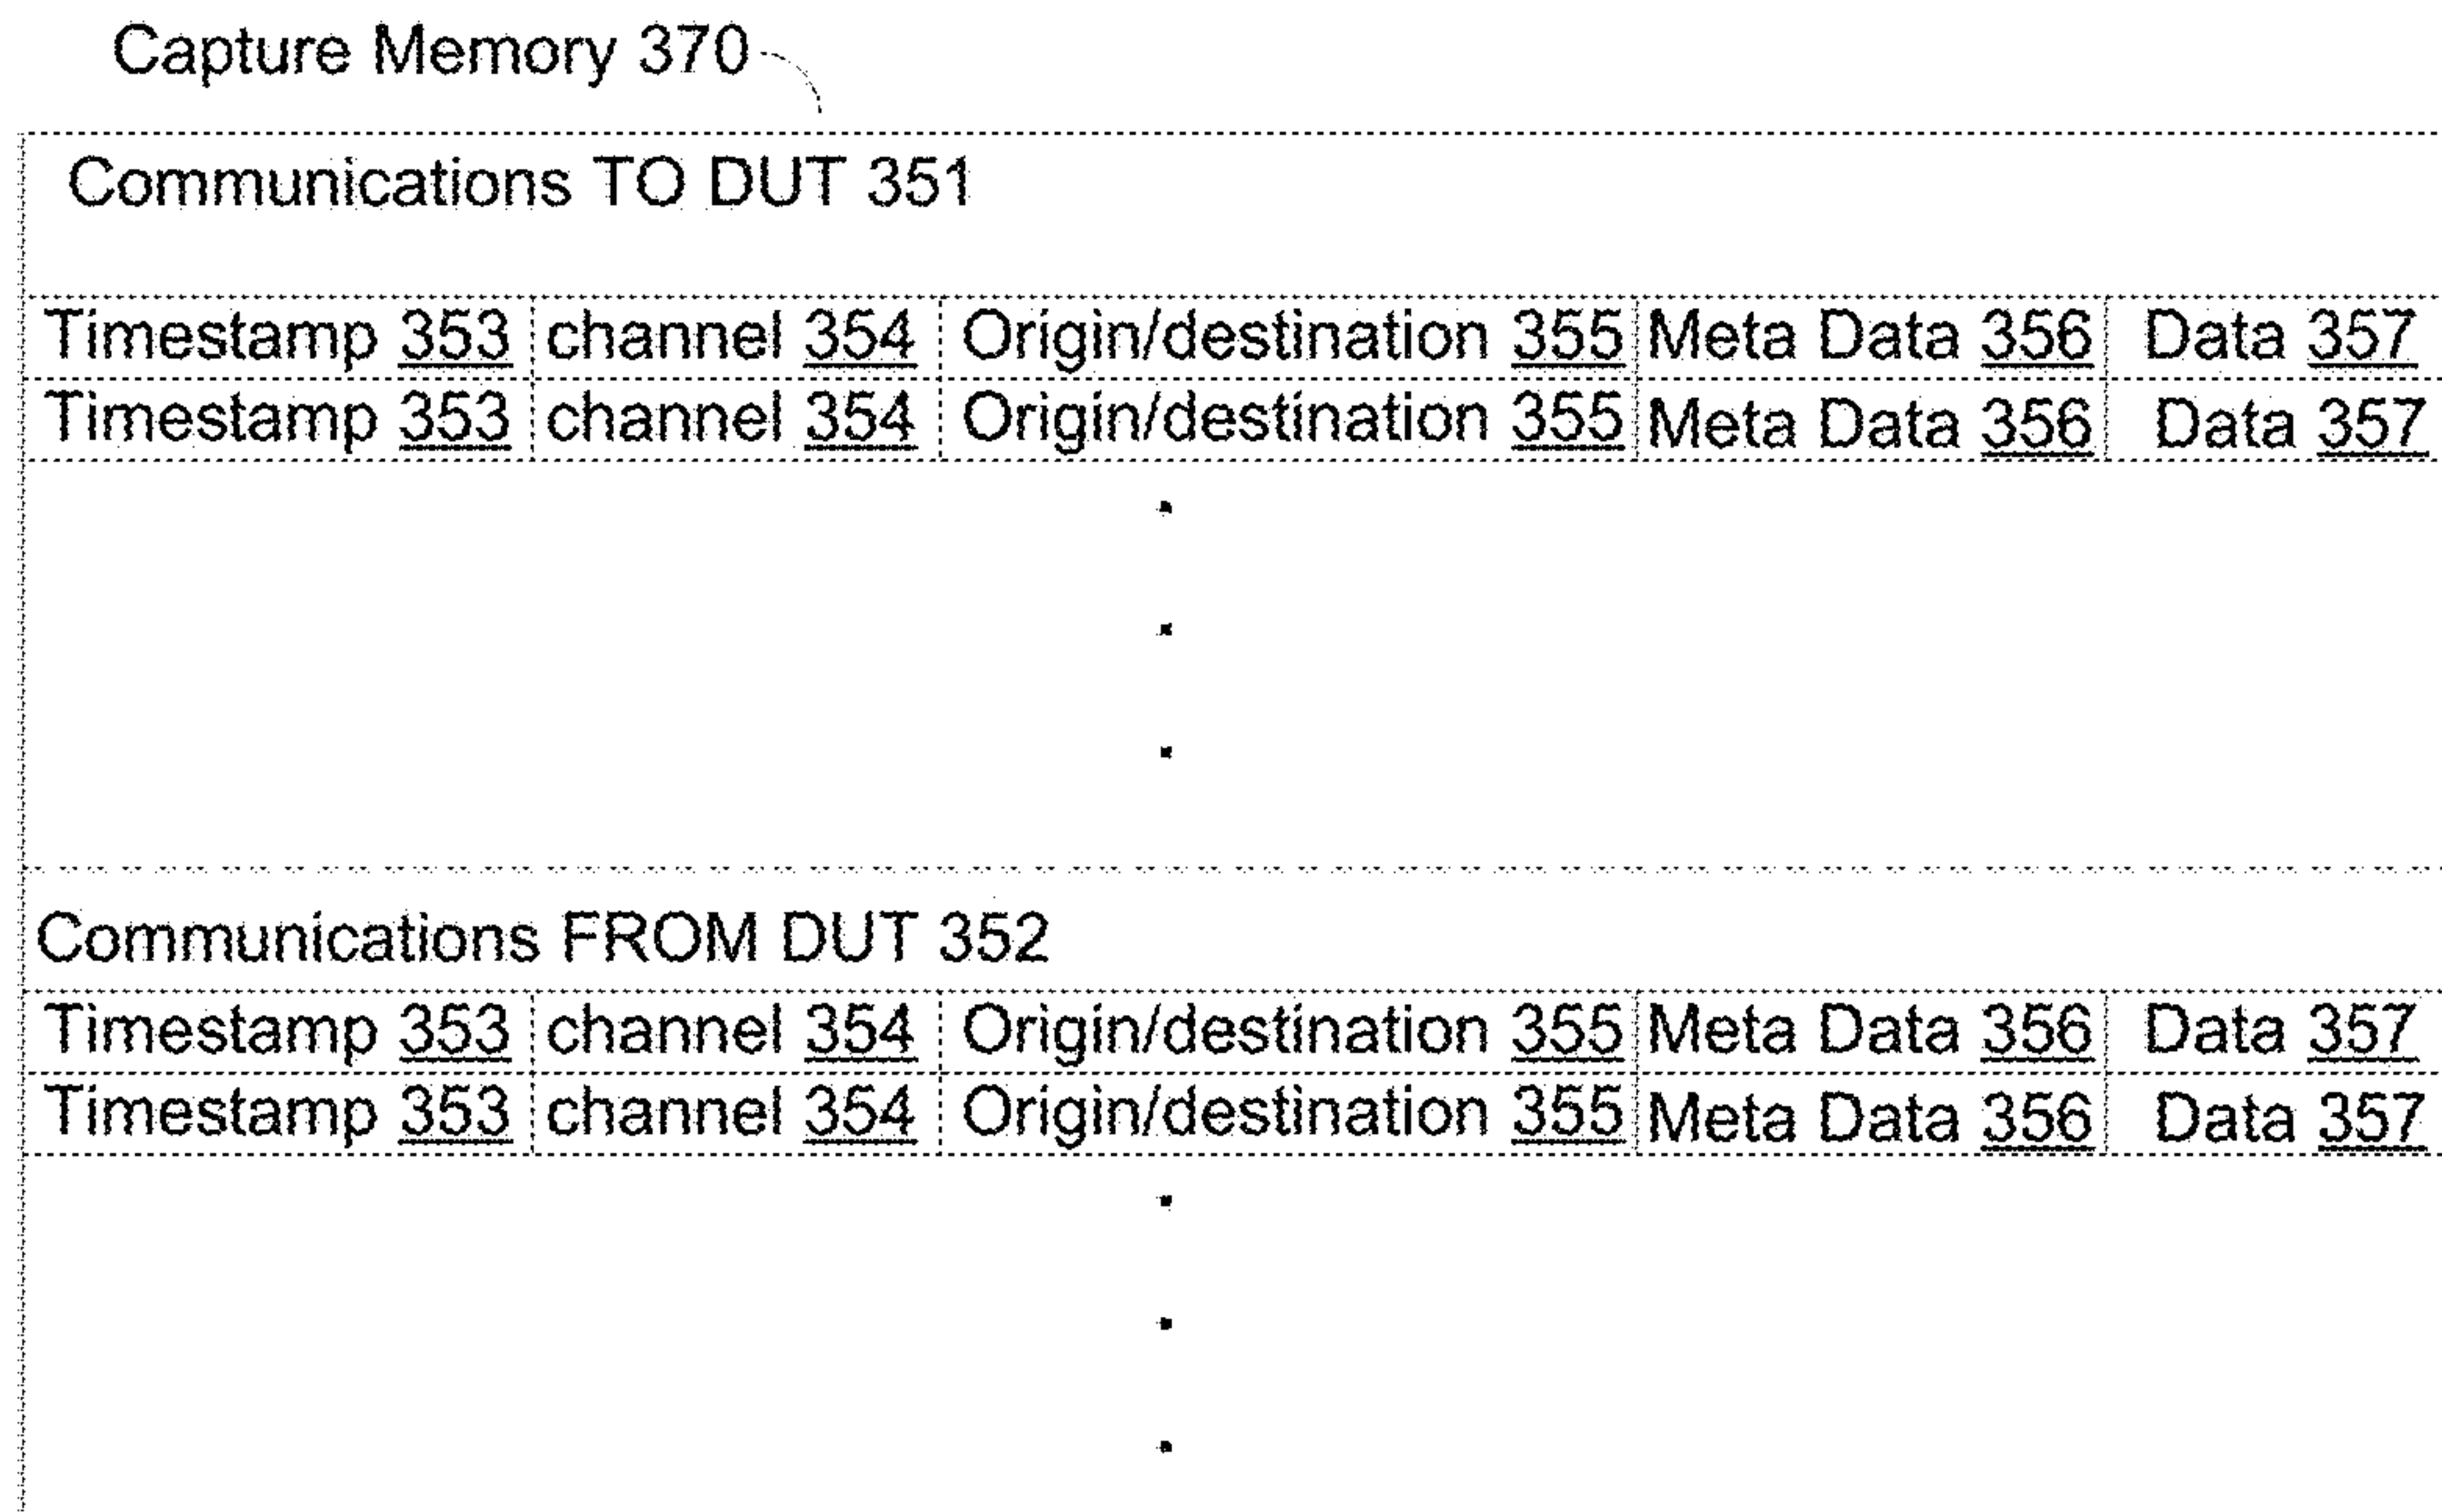 Capture Memory 370
Communications TO DUT 351
Timestamp 353 channel 354 Origin/destination 355 Meta Data 356 Data 357
Timestamp 353 channel 354 Origin/destination 355 Meta Data 356 Data 357
Communications FROM DUT 352
Timestamp 353 channel 354 Origin/destination 355 Meta Data 356 Data 357
Timestamp 353 channel 354 Origin/destination 355 Meta Data 356 Data 357